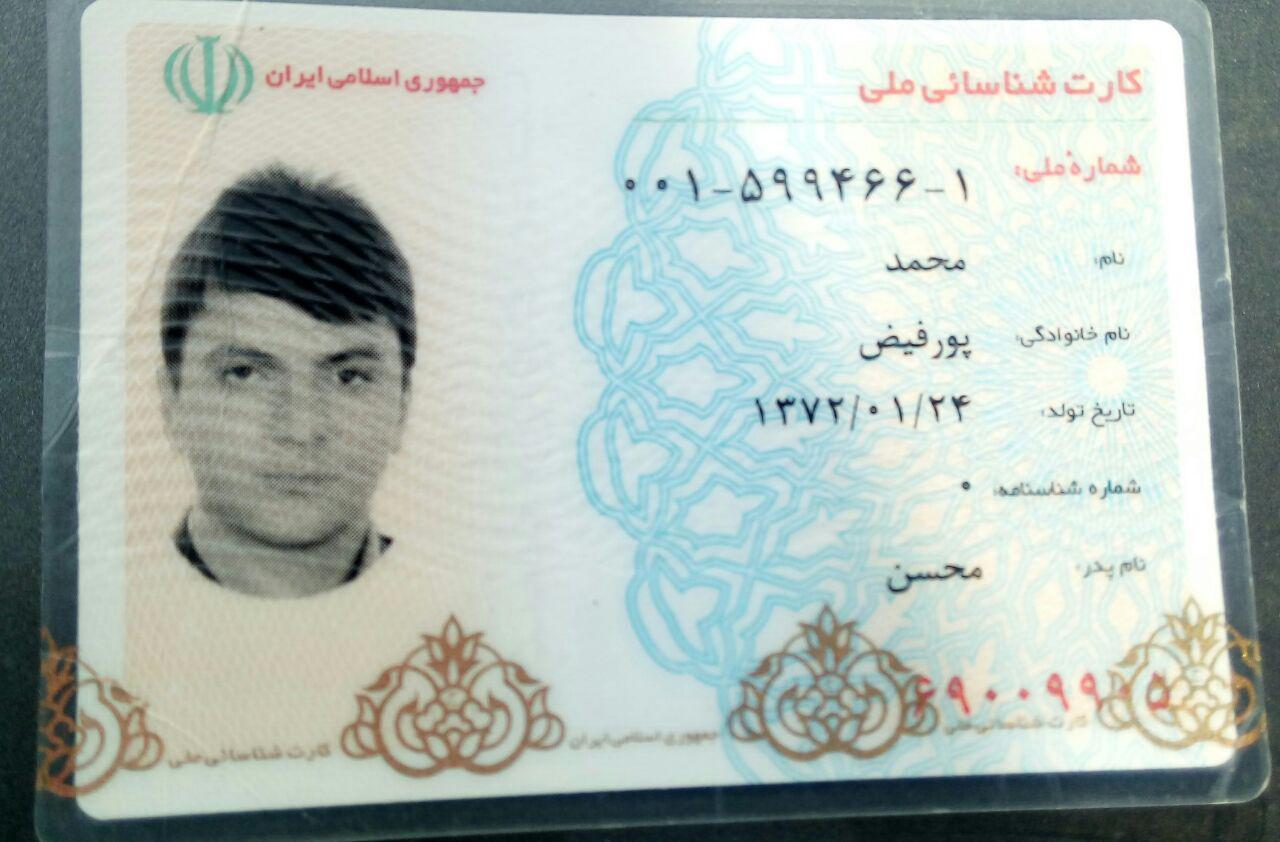 جمهوری اسلامی ایران
کارت شناسائی ملی
شمارهٔ ملی: ۰۰۱-۵۹۹۴۶۶-۱
نام: محمد
نام خانوادگی: پورفیض
تاریخ تولد: ۱۳۷۲/۰۱/۲۴
شماره شناسنامه: ۰
نام پدر: محسن
۶۹۰۰۹۹۰۵
کارت شناسائی ملی جمهوری اسلامی ایران کارت شناسائی ملی